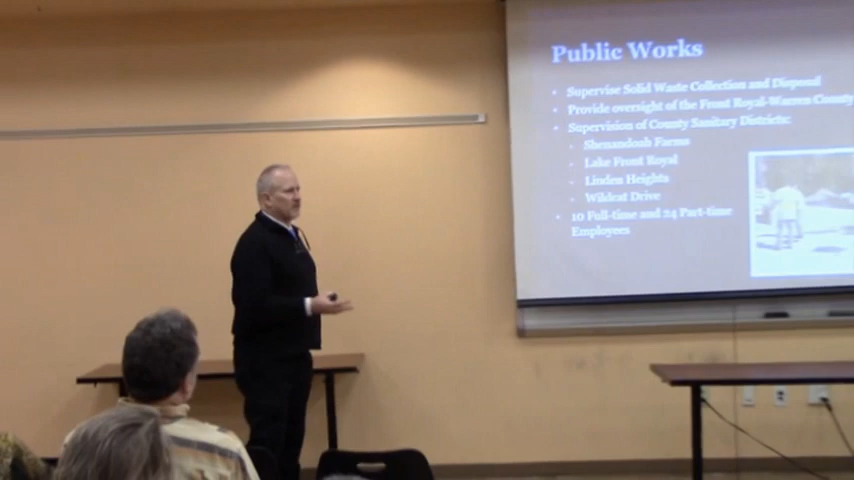 Public Works
• Supervise Solid Waste Collection and Disposal
• Provide oversight of the Front Royal-Warren County
• Supervision of County Sanitary Districts:
• Shenandoah Farms
• Lake Front Royal
• Linden Heights
• Wildcat Drive
• 10 Full-time and 24 Part-time
Employees